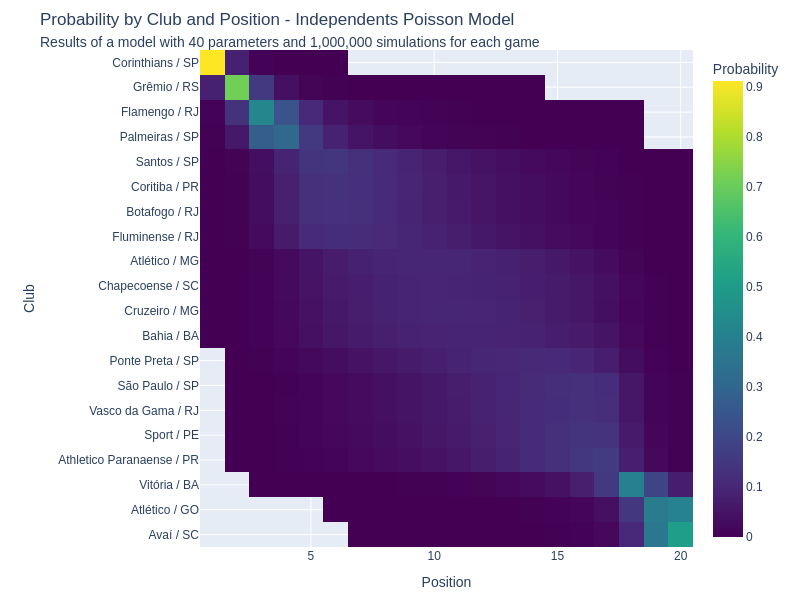 Probability by Club and Position - Independents Poisson Model
Results of a model with 40 parameters and 1,000,000 simulations for each game
Probability
Corinthians / SP
Grêmio / RS
Flamengo / RJ
Palmeiras / SP
Santos / SP
Coritiba / PR
Botafogo / RJ
Fluminense / RJ
Atlético / MG
Chapecoense / SC
Cruzeiro / MG
Bahia / BA
Ponte Preta / SP
São Paulo / SP
Vasco da Gama / RJ
Sport / PE
Athletico Paranaense / PR
Vitória / BA
Atlético / GO
Avaí / SC
Club
5
10
15
20
Position
0.9
0.8
0.7
0.6
0.5
0.4
0.3
0.2
0.1
0